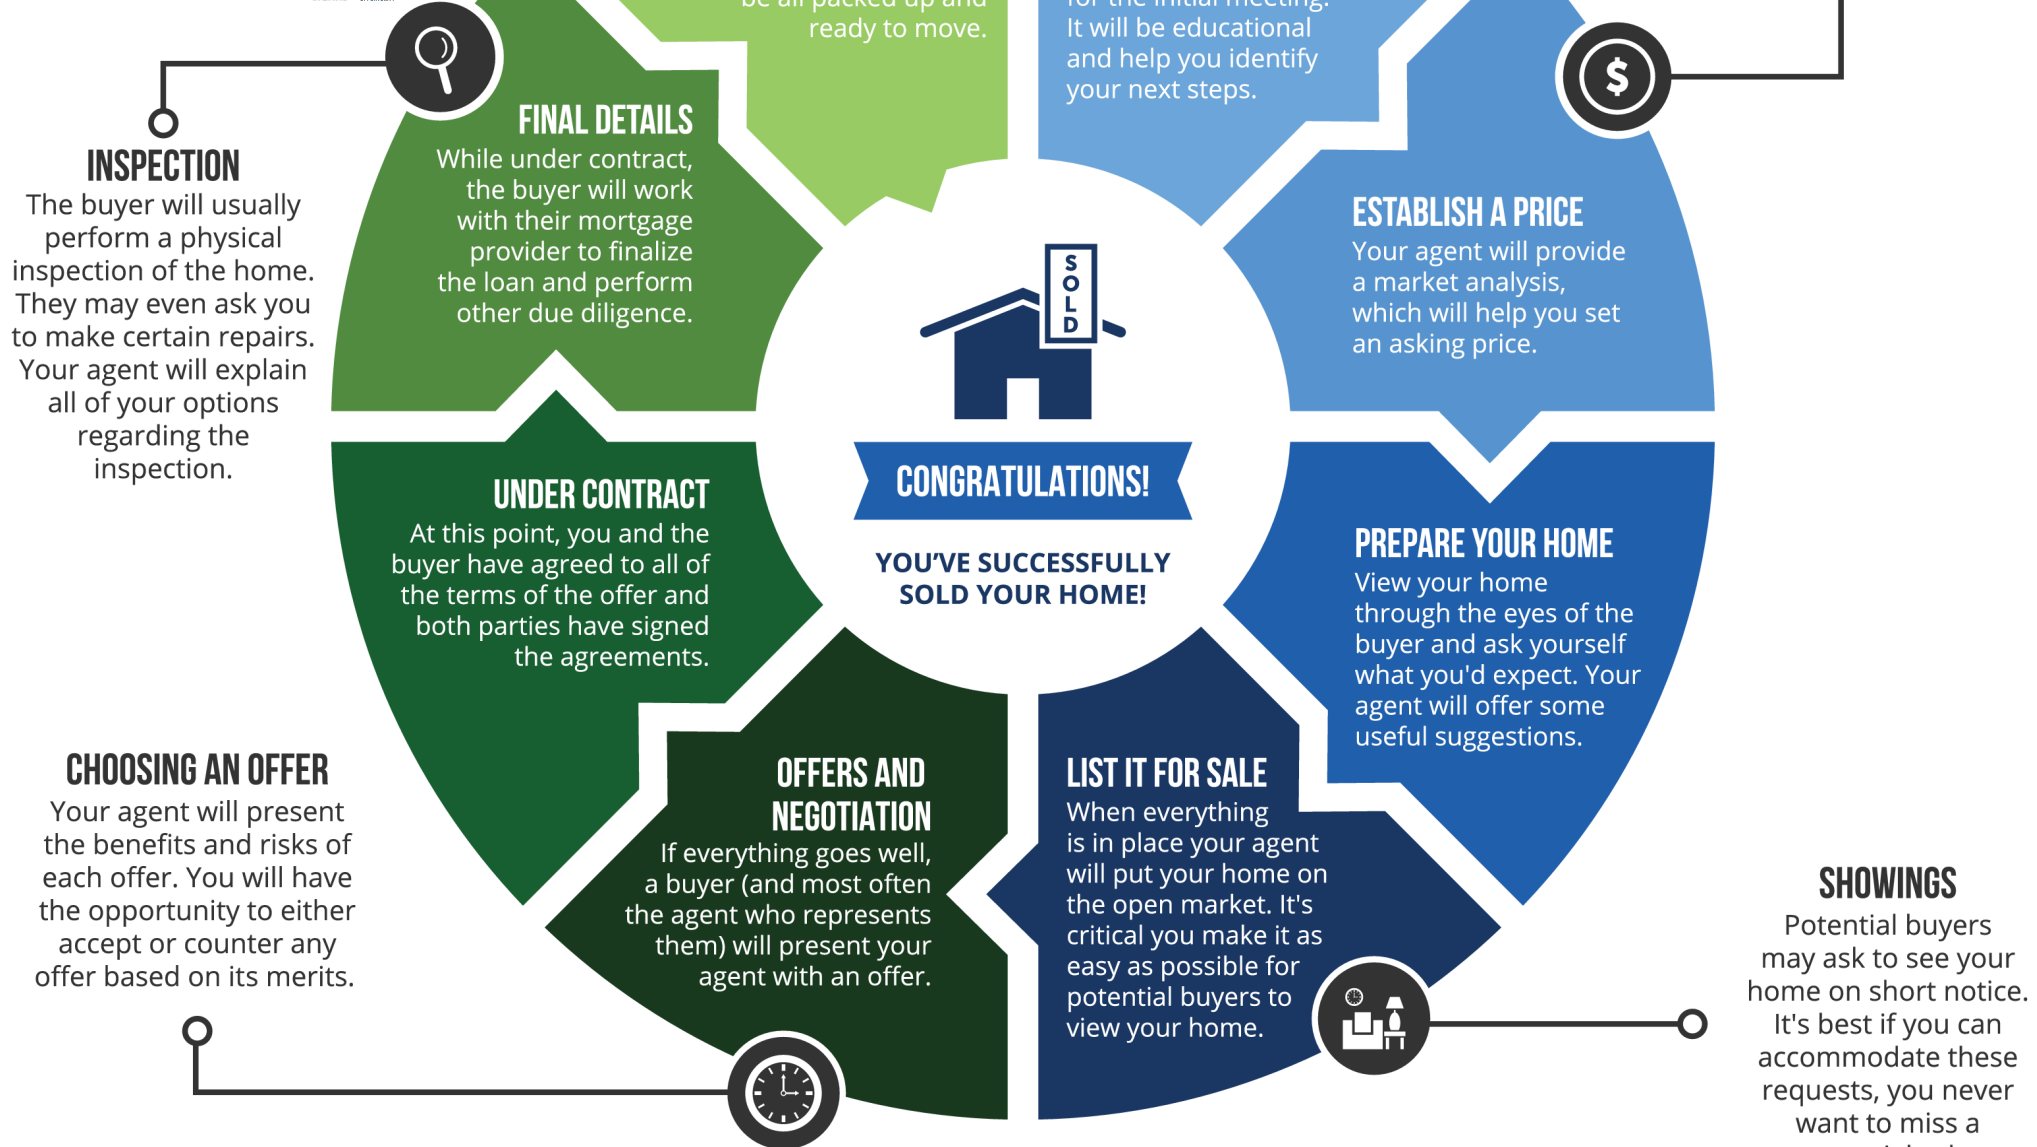 be all packed up and
ready to move.
for the initial meeting.
It will be educational
and help you identify
your next steps.
$
INSPECTION
The buyer will usually
perform a physical
inspection of the home.
They may even ask you
to make certain repairs.
Your agent will explain
all of your options
regarding the
inspection.
FINAL DETAILS
While under contract,
the buyer will work
with their mortgage
provider to finalize
the loan and perform
other due diligence.
ESTABLISH A PRICE
Your agent will provide
a market analysis,
which will help you set
an asking price.
SOLD
CONGRATULATIONS!
YOU'VE SUCCESSFULLY
SOLD YOUR HOME!
UNDER CONTRACT
At this point, you and the
buyer have agreed to all of
the terms of the offer and
both parties have signed
the agreements.
PREPARE YOUR HOME
View your home
through the eyes of the
buyer and ask yourself
what you'd expect. Your
agent will offer some
useful suggestions.
CHOOSING AN OFFER
Your agent will present
the benefits and risks of
each offer. You will have
the opportunity to either
accept or counter any
offer based on its merits.
OFFERS AND
NEGOTIATION
If everything goes well,
a buyer (and most often
the agent who represents
them) will present your
agent with an offer.
LIST IT FOR SALE
When everything
is in place your agent
will put your home on
the open market. It's
critical you make it as
easy as possible for
potential buyers to
view your home.
SHOWINGS
Potential buyers
may ask to see your
home on short notice.
It's best if you can
accommodate these
requests, you never
want to miss a